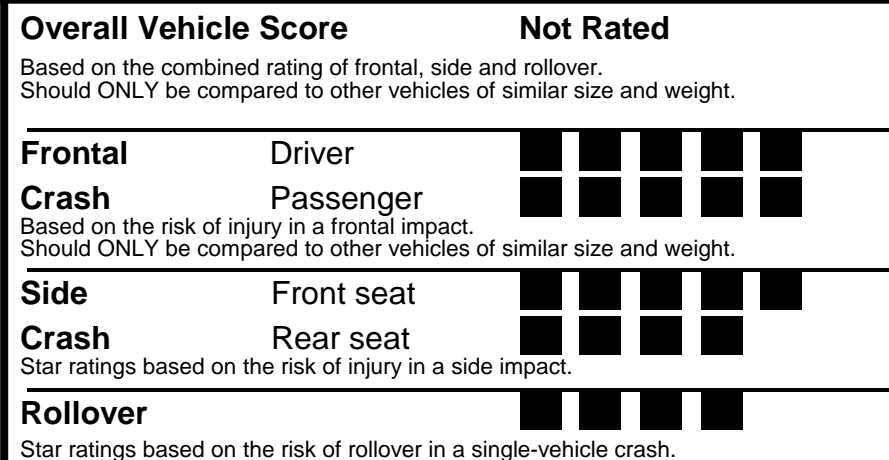 Overall Vehicle Score Not Rated
Based on the combined rating of frontal, side and rollover.
Should ONLY be compared to other vehicles of similar size and weight.
Frontal Driver
Crash Passenger
Based on the risk of injury in a frontal impact.
Should ONLY be compared to other vehicles of similar size and weight.
Side Front seat
Crash Rear seat
Star ratings based on the risk of injury in a side impact.
Rollover
Star ratings based on the risk of rollover in a single-vehicle crash.